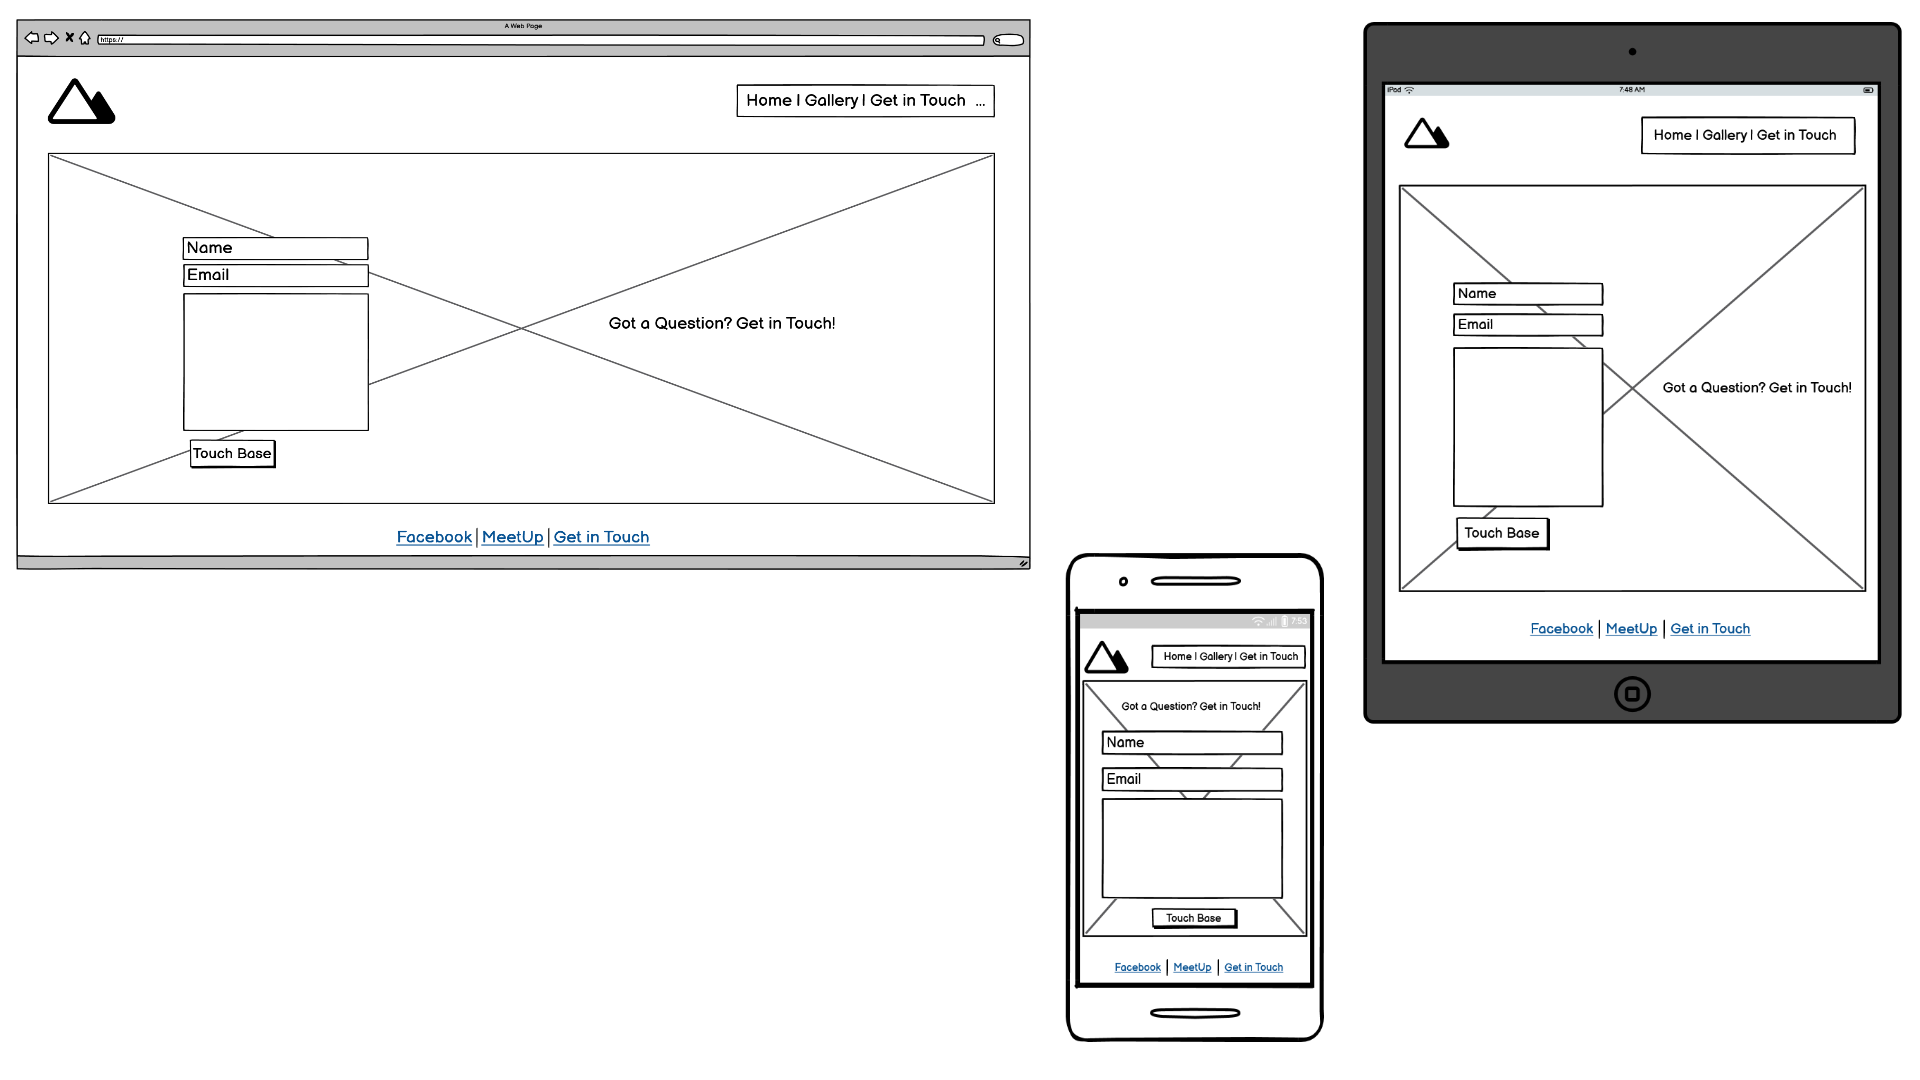 A Web Page
https://
Home | Gallery | Get in Touch ...
Name
Email
Got a Question? Get in Touch!
Touch Base
Facebook | MeetUp | Get in Touch
iPad 7:48 AM
Home | Gallery | Get in Touch
Name
Email
Got a Question? Get in Touch!
Touch Base
Facebook | MeetUp | Get in Touch
7:53
Home | Gallery | Get in Touch
Got a Question? Get in Touch!
Name
Email
Touch Base
Facebook | MeetUp | Get in Touch